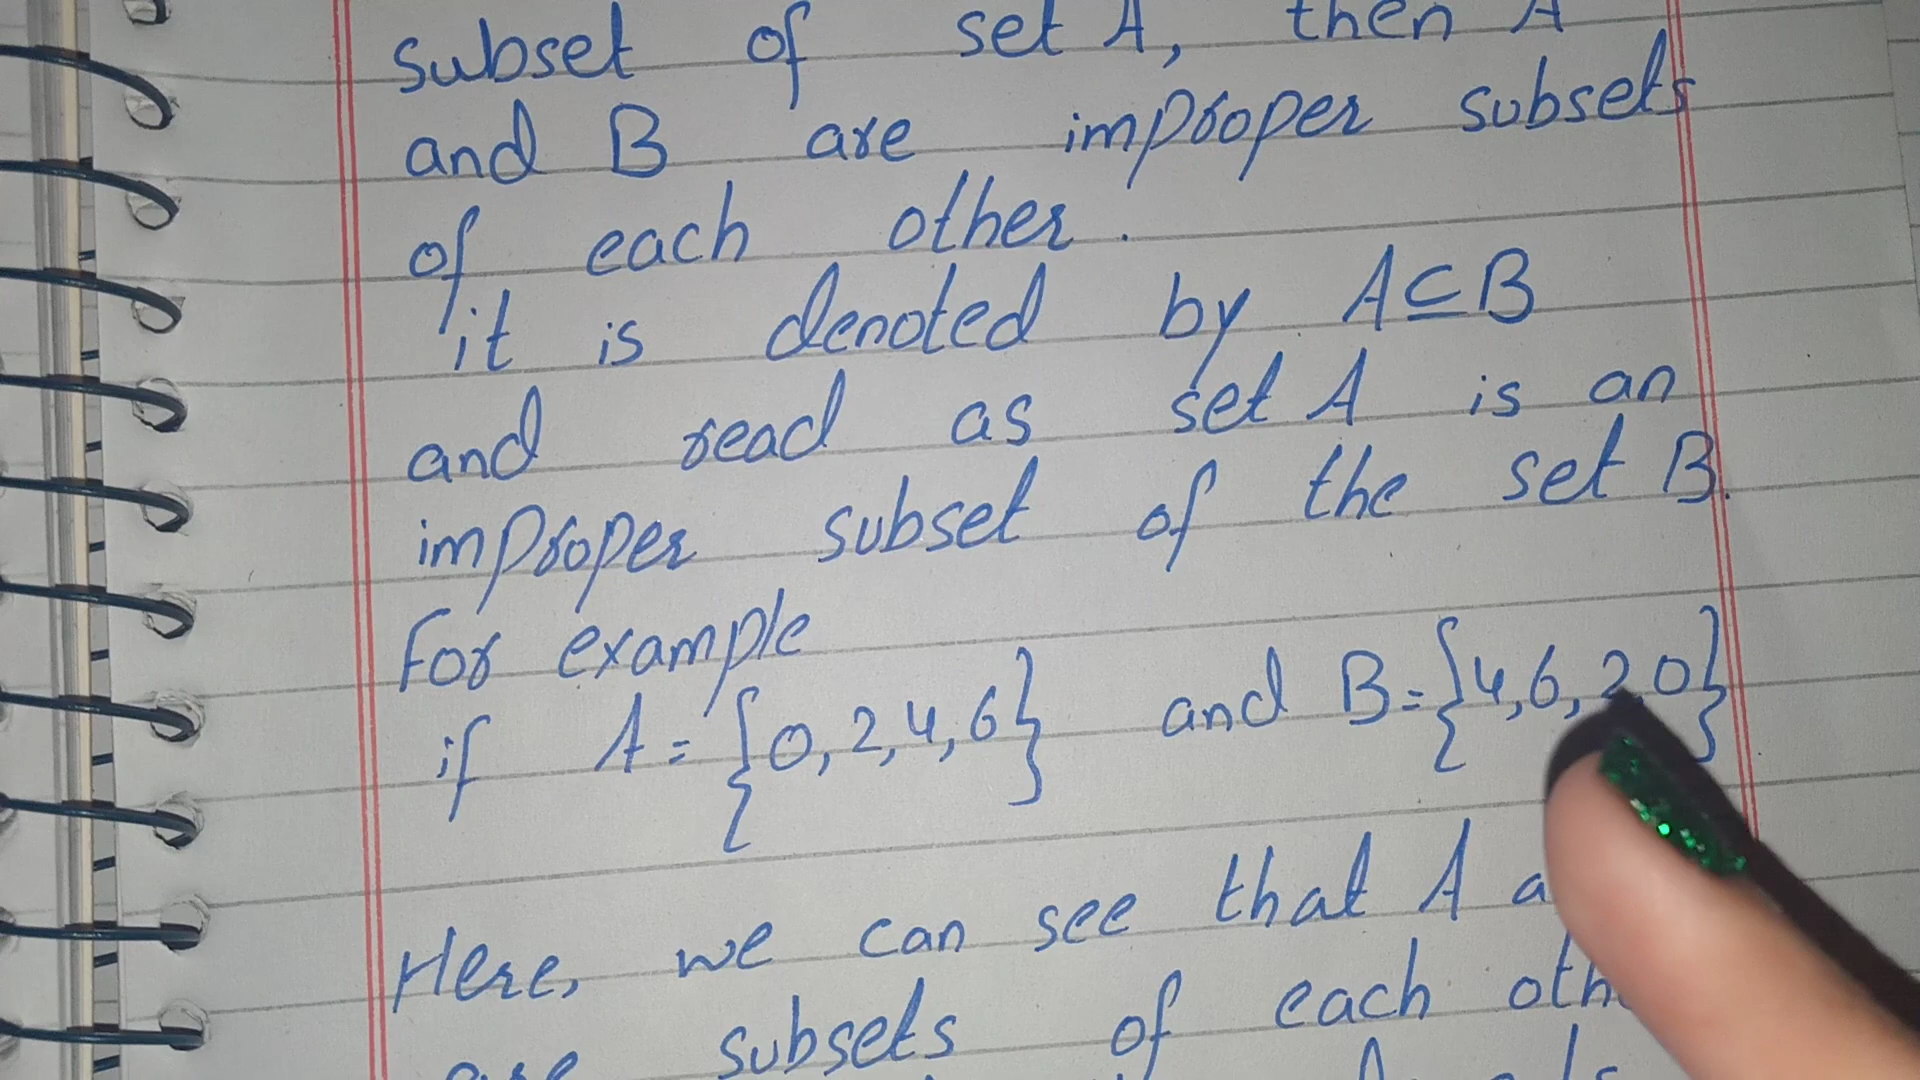 subset of set A, then A
and B are improper subsets
of each other.
it is denoted by A⊆B
and read as set A is an
improper subset of the set B.
For example
if A = {0, 2, 4, 6} and B = {4, 6, 2, 0}
Here, we can see that A
are subsets of each